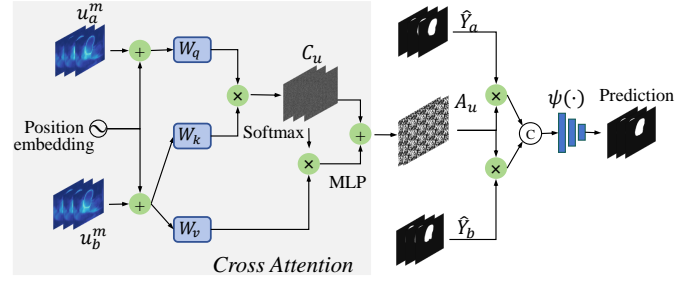 u_a^m
W_q
C_u
Ŷ_a
Position
embedding
W_k
Softmax
A_u
ψ(·)
Prediction
C
MLP
u_b^m
W_v
Ŷ_b
Cross Attention